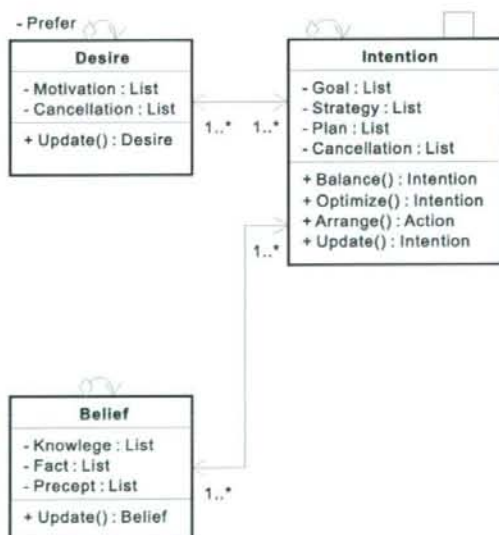 - Prefer
Desire
- Motivation : List
- Cancellation : List
+ Update() : Desire
1..*
1..*
Intention
- Goal : List
- Strategy : List
- Plan : List
- Cancellation : List
+ Balance() : Intention
+ Optimize() : Intention
+ Arrange() : Action
+ Update() : Intention
1..*
Belief
- Knowlege : List
- Fact : List
- Precept : List
+ Update() : Belief
1..*